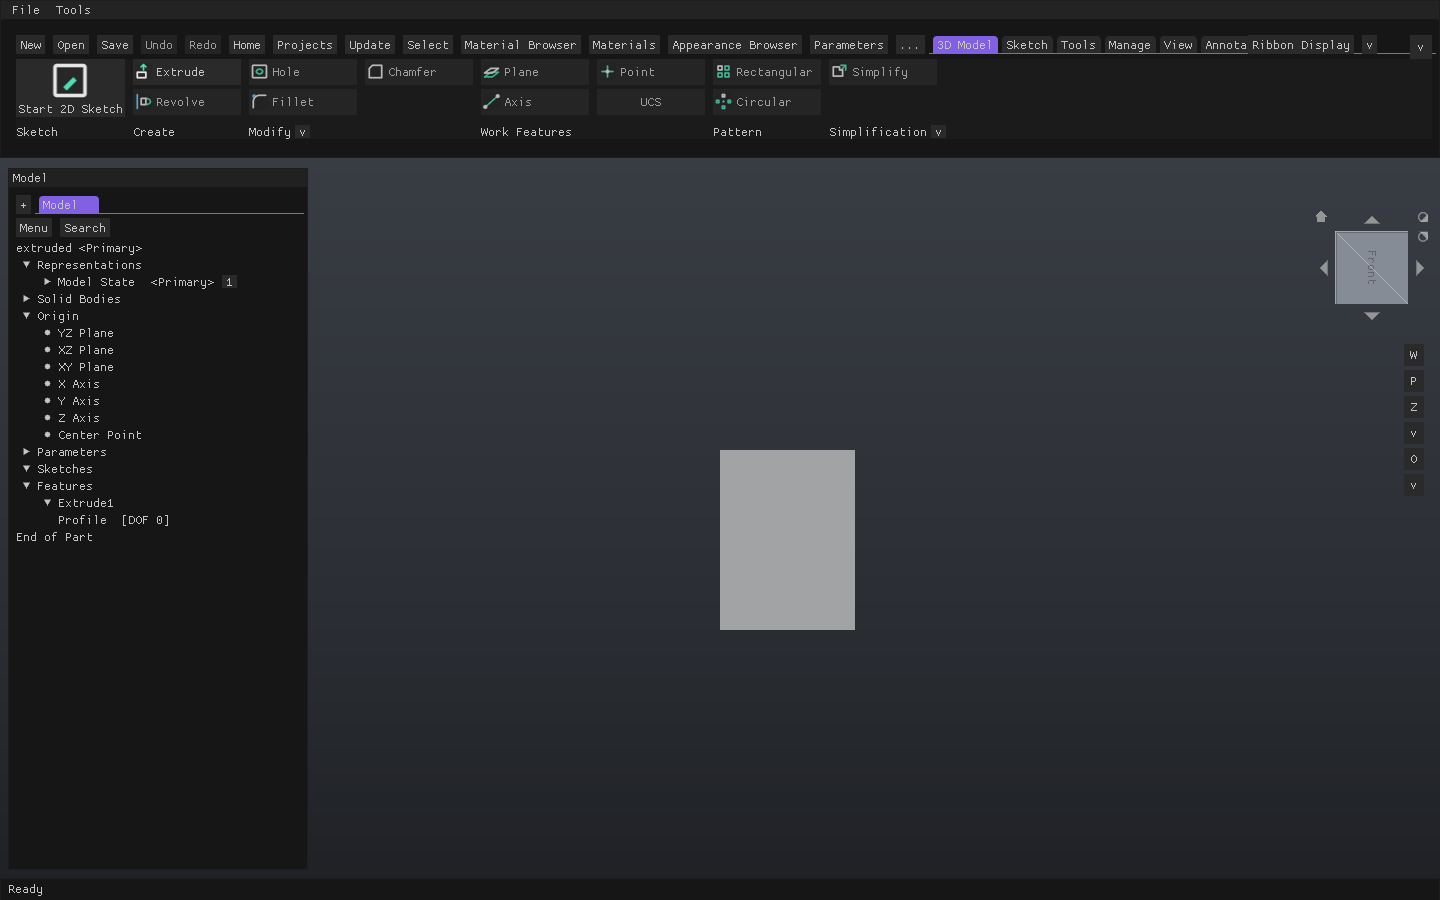 File Tools
New Open Save Undo Redo Home Projects Update Select Material Browser Materials Appearance Browser Parameters ... 3D Model Sketch Tools Manage View Annota Ribbon Display v v
Extrude Hole Chamfer Plane Point Rectangular Simplify
Start 2D Sketch Revolve Fillet Axis UCS Circular
Sketch Create Modify v Work Features Pattern Simplification v
Model
+ Model
Menu Search
extruded <Primary>
Representations
Model State <Primary> 1
Solid Bodies
Origin
YZ Plane
XZ Plane
XY Plane
X Axis
Y Axis
Z Axis
Center Point
Parameters
Sketches
Features
Extrude1
Profile [DOF 0]
End of Part
Front
W
P
Z
v
O
v
Ready